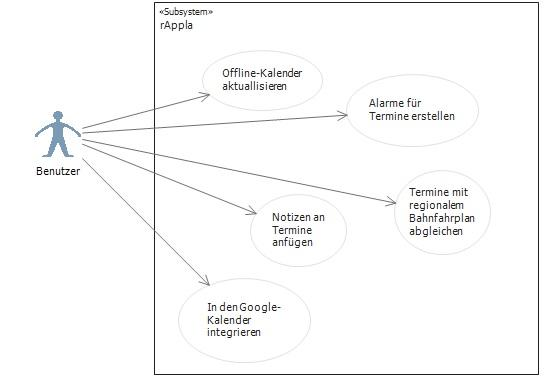 «Subsystem»
rAppla
Offline-Kalender
aktuallisieren
Alarme für
Termine erstellen
Benutzer
Termine mit
regionalem
Bahnfahrplan
abgleichen
Notizen an
Termine
anfügen
In den Google-
Kalender
integrieren